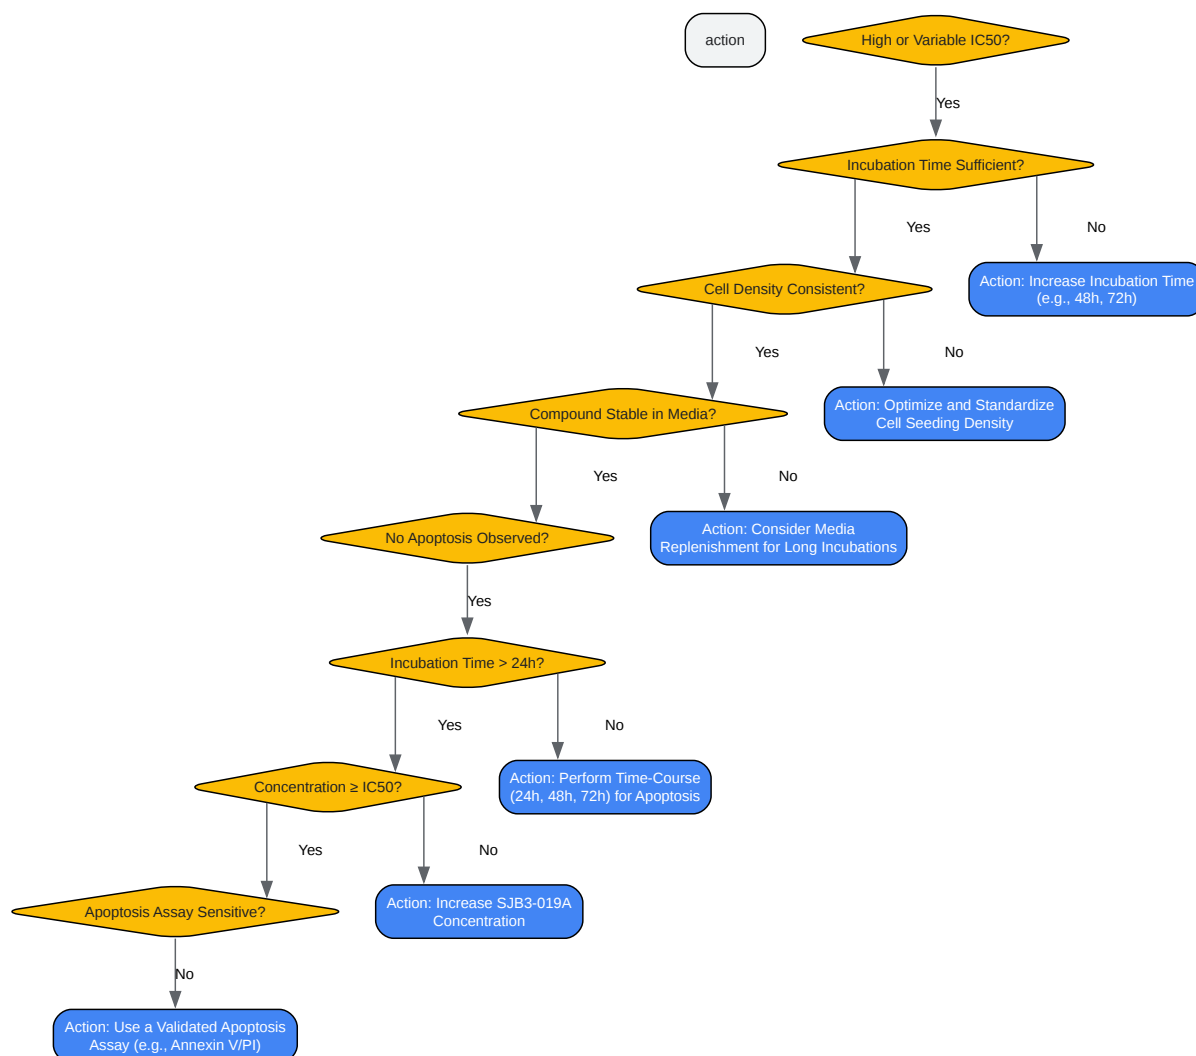 action
High or Variable IC50?
Yes
Incubation Time Sufficient?
Yes
No
Cell Density Consistent?
Action: Increase Incubation Time
(e.g., 48h, 72h)
Yes
No
Compound Stable in Media?
Action: Optimize and Standardize
Cell Seeding Density
Yes
No
No Apoptosis Observed?
Action: Consider Media
Replenishment for Long Incubations
Yes
Incubation Time > 24h?
Yes
No
Concentration ≥ IC50?
Action: Perform Time-Course
(24h, 48h, 72h) for Apoptosis
Yes
No
Apoptosis Assay Sensitive?
Action: Increase SJB3-019A
Concentration
No
Action: Use a Validated Apoptosis
Assay (e.g., Annexin V/PI)